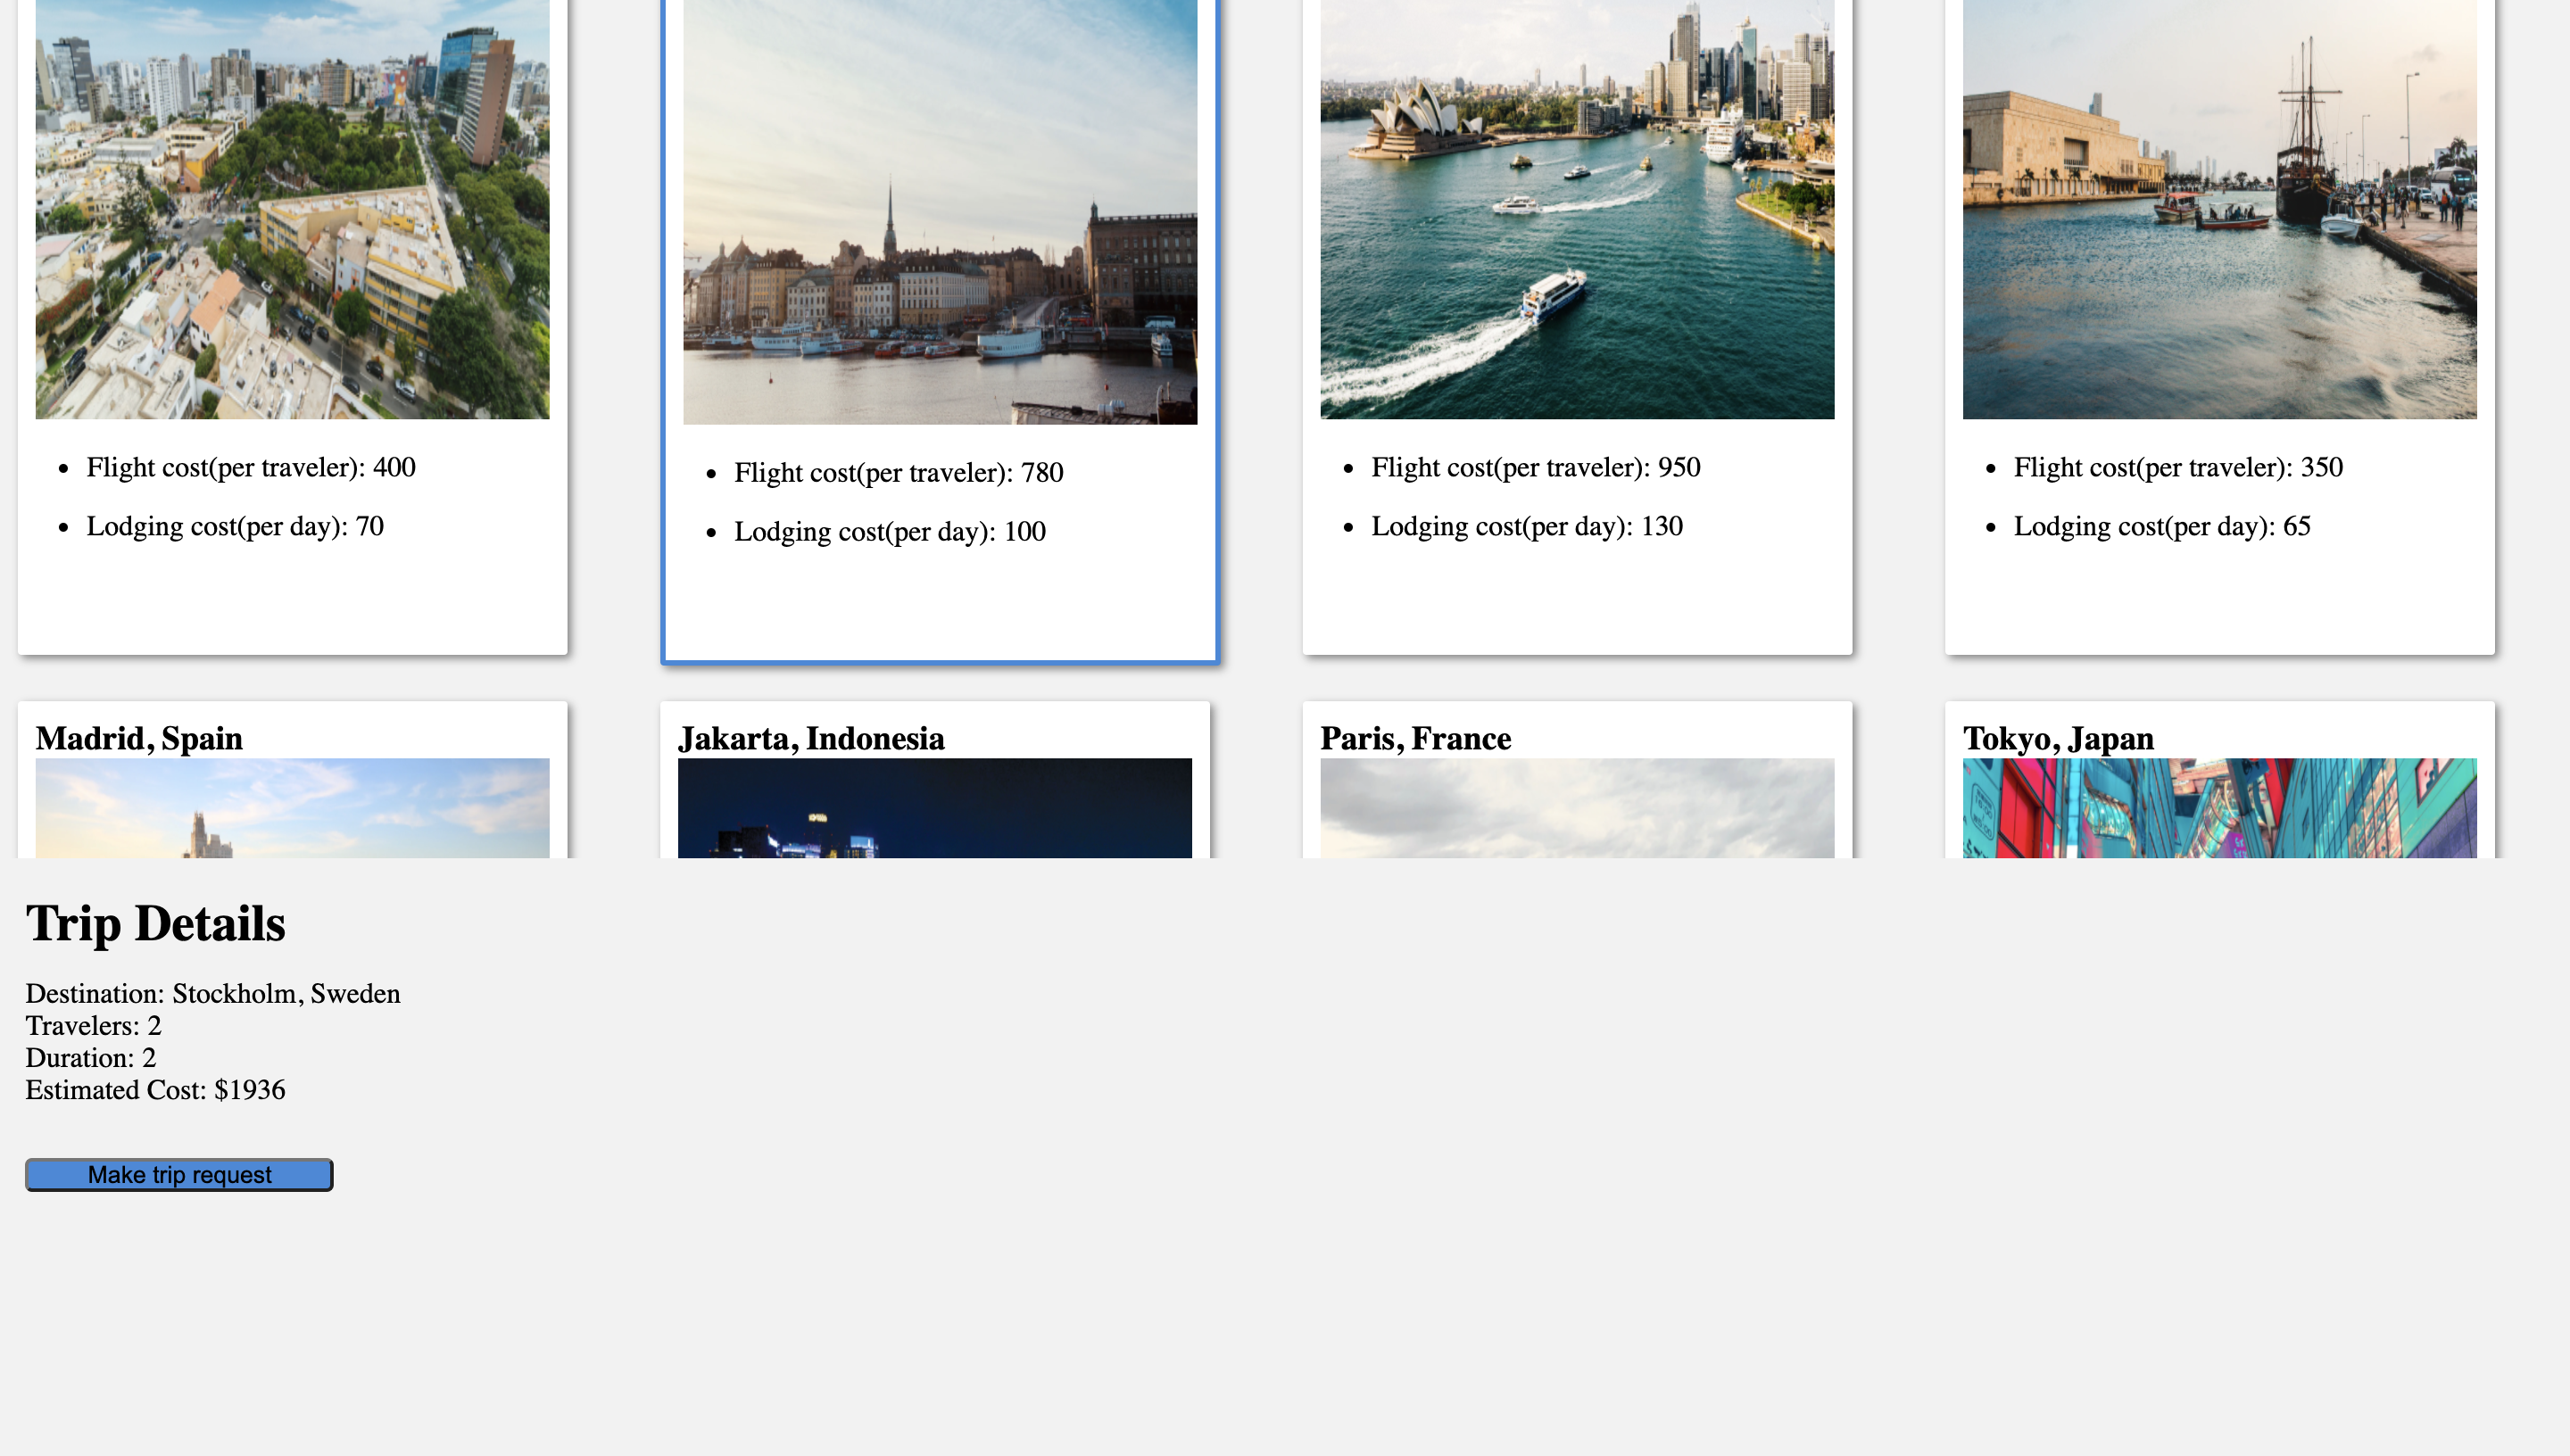 Flight cost(per traveler): 400
Lodging cost(per day): 70
Flight cost(per traveler): 780
Lodging cost(per day): 100
Flight cost(per traveler): 950
Lodging cost(per day): 130
Flight cost(per traveler): 350
Lodging cost(per day): 65
Madrid, Spain
Jakarta, Indonesia
Paris, France
Tokyo, Japan
Trip Details
Destination: Stockholm, Sweden
Travelers: 2
Duration: 2
Estimated Cost: $1936
Make trip request